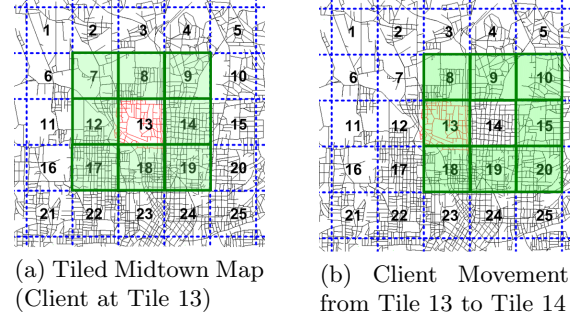 1 2 3 4 5
6 7 8 9 10
11 12 13 14 15
16 17 18 19 20
21 22 23 24 25
(a) Tiled Midtown Map
(Client at Tile 13)
1 2 3 4 5
6 7 8 9 10
11 12 13 14 15
16 17 18 19 20
21 22 23 24 25
(b) Client Movement
from Tile 13 to Tile 14